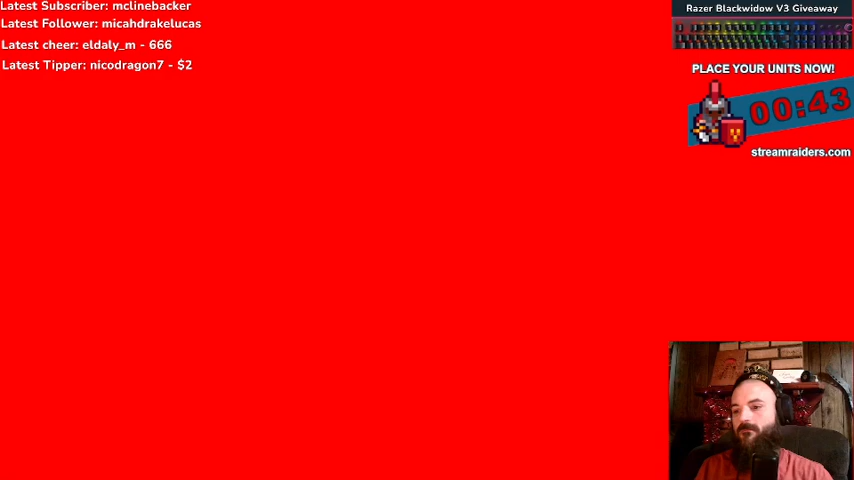 Latest Subscriber: mclinebacker
Latest Follower: micahdrakelucas
Latest cheer: eldaly_m - 666
Latest Tipper: nicodragon7 - $2
Razer Blackwidow V3 Giveaway
PLACE YOUR UNITS NOW!
00:43
streamraiders.com